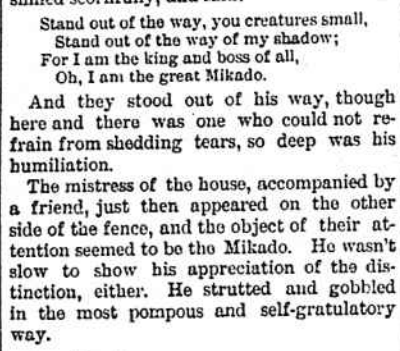 Stand out of the way, you creatures small,
Stand out of the way of my shadow;
For I am the king and boss of all,
Oh, I am the great Mikado.
And they stood out of his way, though
here and there was one who could not re-
frain from shedding tears, so deep was his
humiliation.
The mistress of the house, accompanied by
a friend, just then appeared on the other
side of the fence, and the object of their at-
tention seemed to be the Mikado. He wasn't
slow to show his appreciation of the dis-
tinction, either. He strutted and gobbled
in the most pompous and self-gratulatory
way.